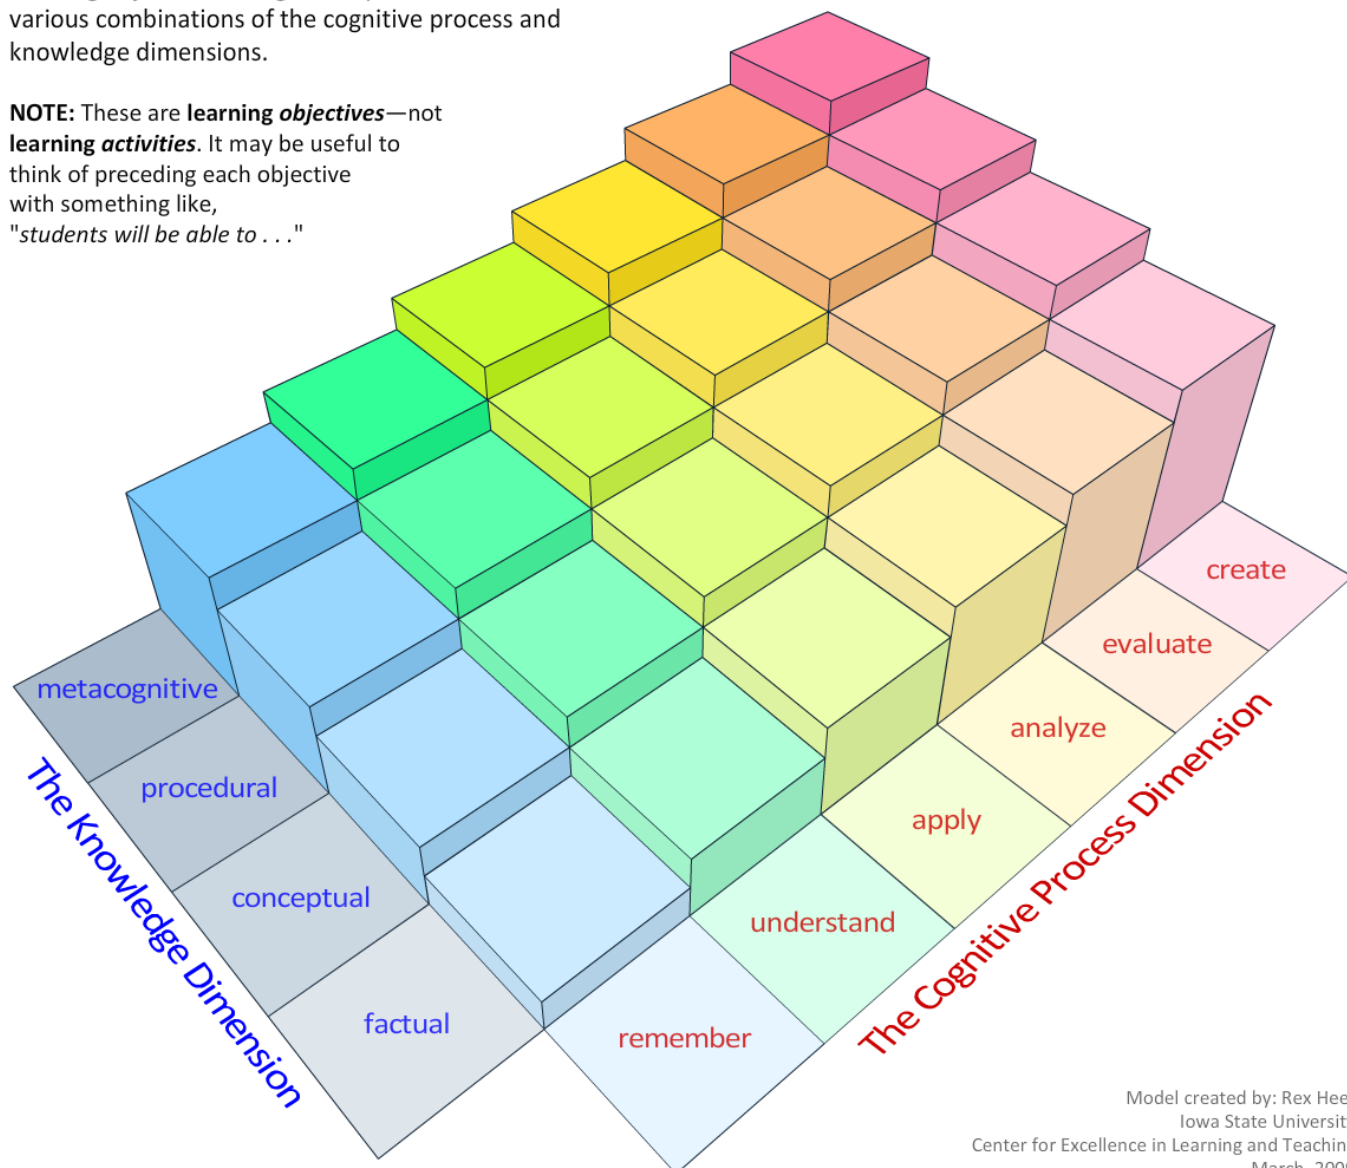 various combinations of the cognitive process and
knowledge dimensions.
NOTE: These are learning objectives—not
learning activities. It may be useful to
think of preceding each objective
with something like,
"students will be able to . . ."
metacognitive
procedural
conceptual
factual
The Knowledge Dimension
remember
understand
apply
analyze
evaluate
create
The Cognitive Process Dimension
Model created by: Rex Hee
Iowa State Universit
Center for Excellence in Learning and Teachin